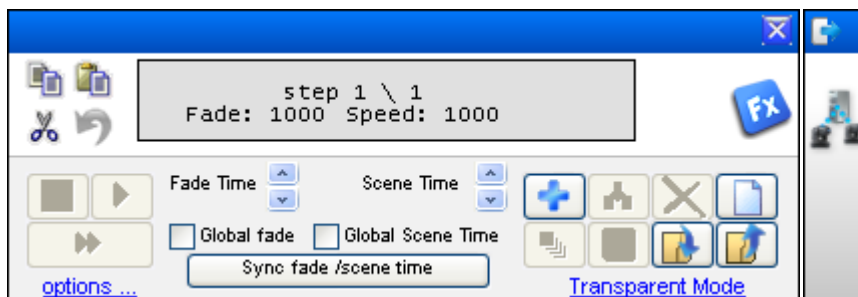 step 1 \ 1
Fade: 1000 Speed: 1000
Fx
Fade Time Scene Time
Global fade Global Scene Time
Sync fade /scene time
options ... Transparent Mode